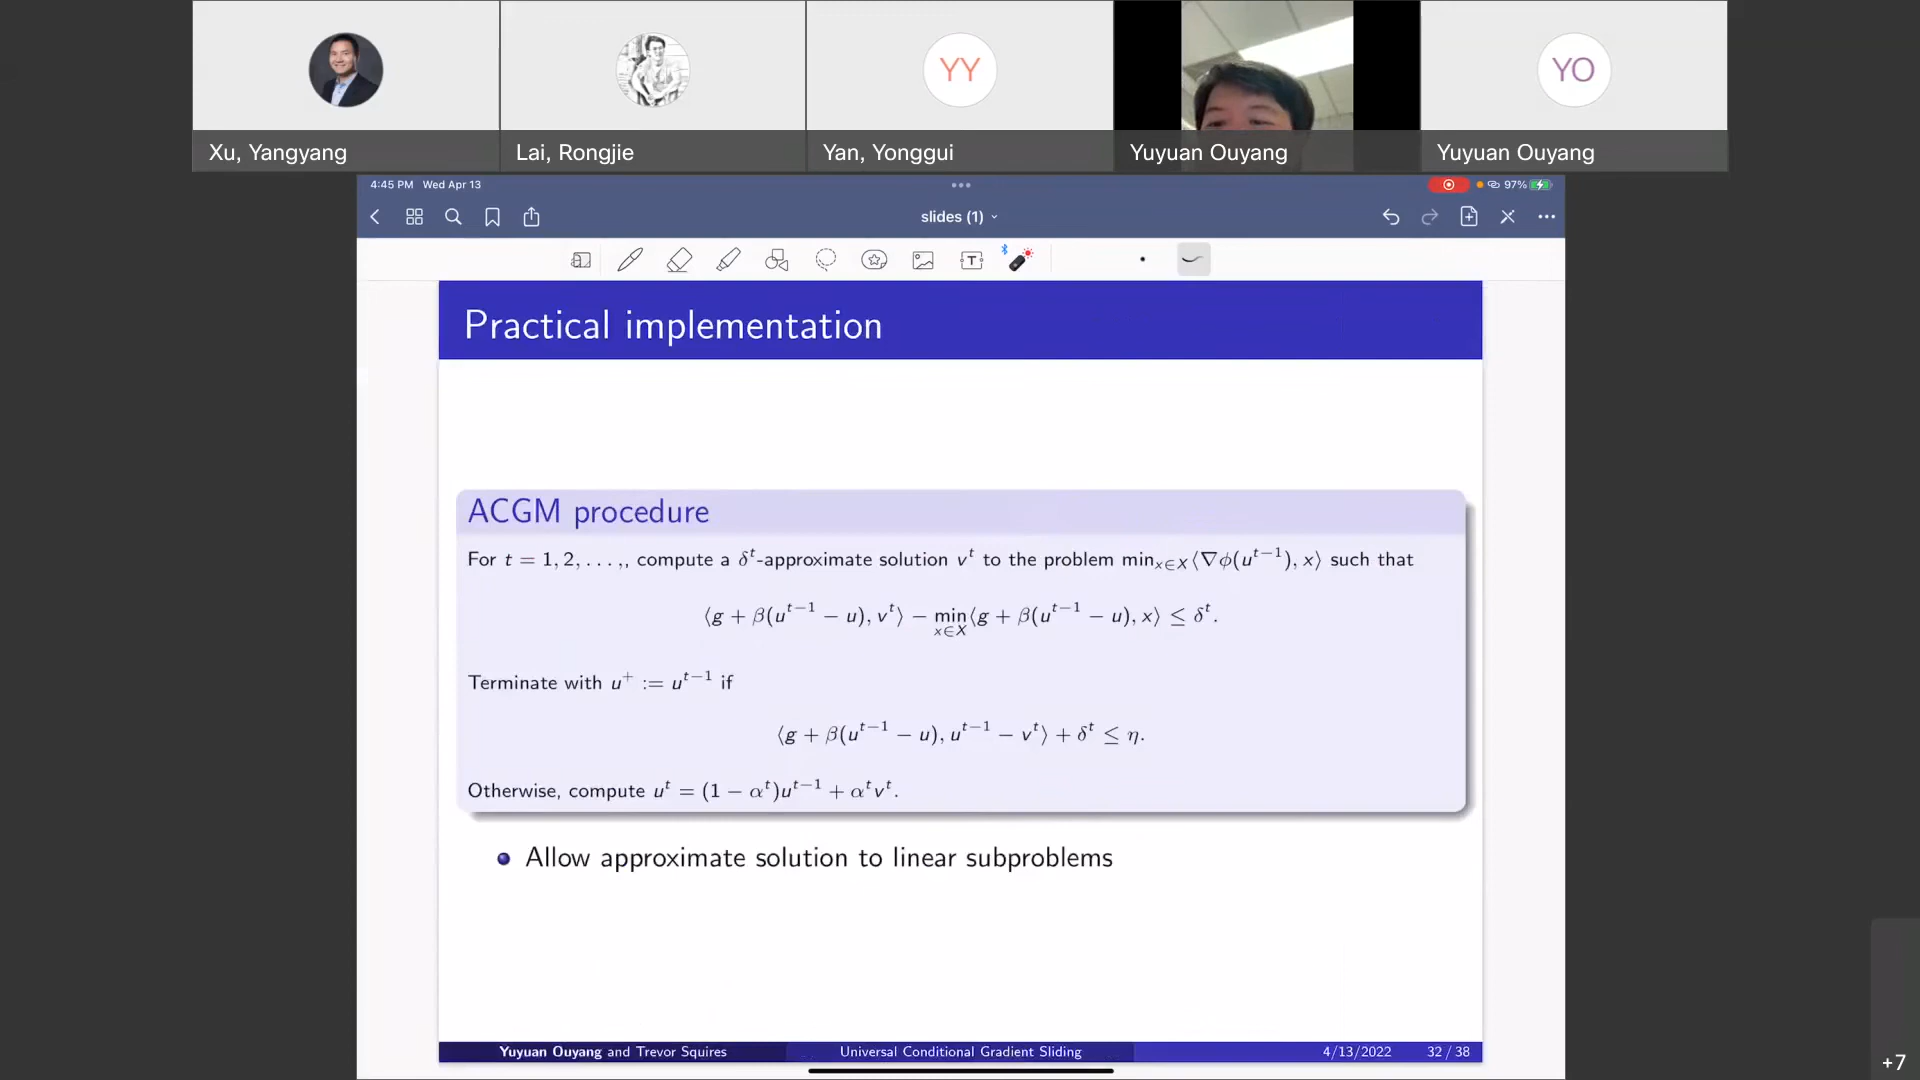 YY
YO
Xu, Yangyang
Lai, Rongjie
Yan, Yonggui
Yuyuan Ouyang
Yuyuan Ouyang
4:45 PM Wed Apr 13
97%
slides (1)
T
Practical implementation
ACGM procedure
For t = 1, 2, . . . ,, compute a δ^t-approximate solution v^t to the problem min_{x∈X}⟨∇ϕ(u^{t−1}), x⟩ such that
⟨g + β(u^{t−1} − u), v^t⟩ − min_{x∈X}⟨g + β(u^{t−1} − u), x⟩ ≤ δ^t.
Terminate with u^+ := u^{t−1} if
⟨g + β(u^{t−1} − u), u^{t−1} − v^t⟩ + δ^t ≤ η.
Otherwise, compute u^t = (1 − α^t)u^{t−1} + α^t v^t.
Allow approximate solution to linear subproblems
Yuyuan Ouyang and Trevor Squires
Universal Conditional Gradient Sliding
4/13/2022
32 / 38
+7